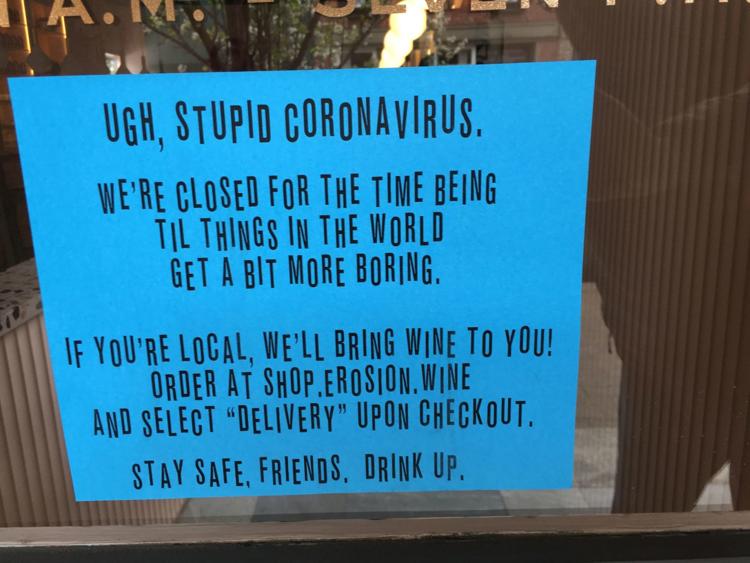 A.M. - SEVEN P.M.
UGH, STUPID CORONAVIRUS.
WE'RE CLOSED FOR THE TIME BEING
TIL THINGS IN THE WORLD
GET A BIT MORE BORING.
IF YOU'RE LOCAL, WE'LL BRING WINE TO YOU!
ORDER AT SHOP.EROSION.WINE
AND SELECT "DELIVERY" UPON CHECKOUT.
STAY SAFE, FRIENDS. DRINK UP.